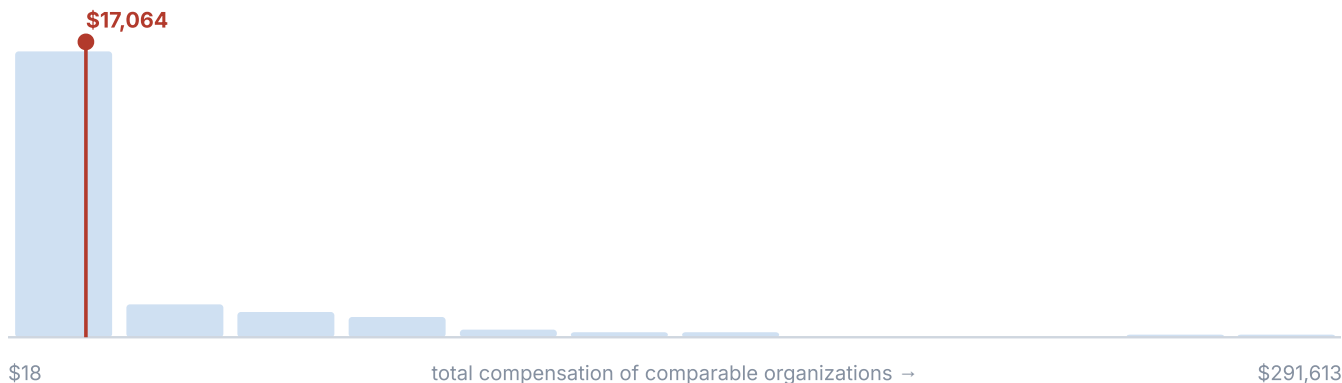 $17,064
$18 total compensation of comparable organizations → $291,613